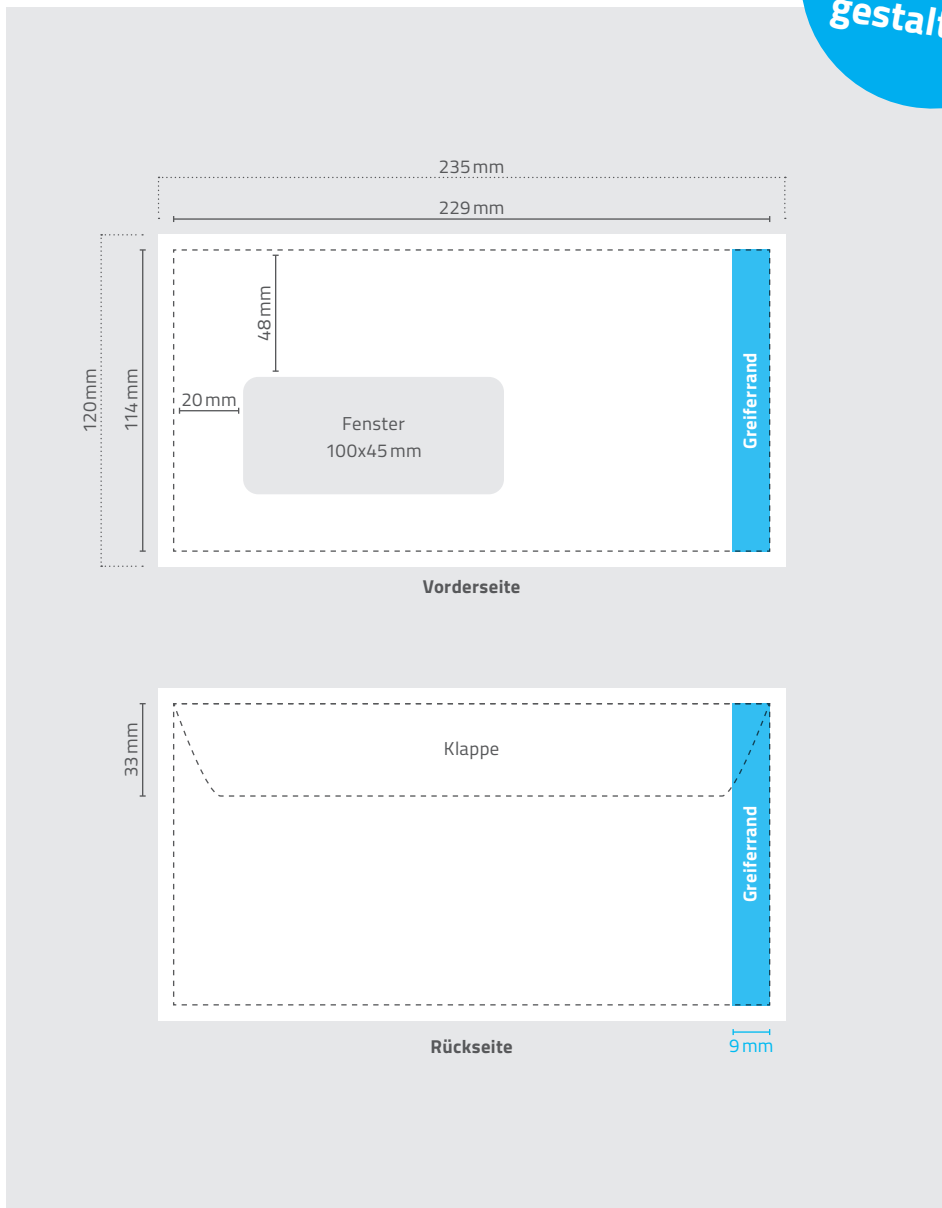 gestalt
235 mm
229 mm
48 mm
120 mm
114 mm
20 mm
Fenster
100x45 mm
Greiferrand
Vorderseite
33 mm
Klappe
Greiferrand
Rückseite
9 mm